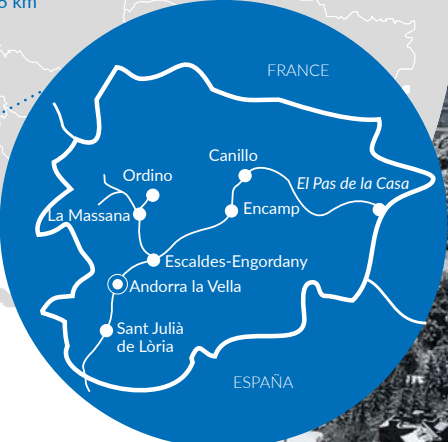 km
FRANCE
Canillo
Ordino
El Pas de la Casa
La Massana
Encamp
Escaldes-Engordany
Andorra la Vella
Sant Julià
de Lòria
ESPAÑA